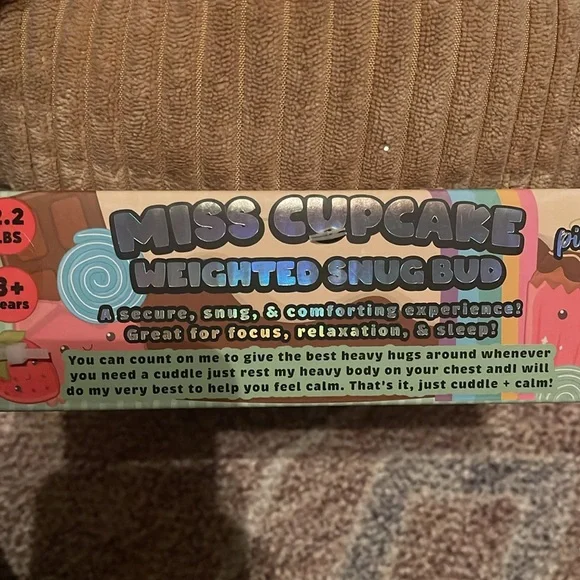 MISS CUPCAKE
WEIGHTED SNUG BUD
A secure, snug, & comforting experience!
Great for focus, relaxation, & sleep!
You can count on me to give the best heavy hugs around whenever
you need a cuddle just rest my heavy body on your chest andI will
do my very best to help you feel calm. That's it, just cuddle + calm!
2.2
LBS
3+
ears